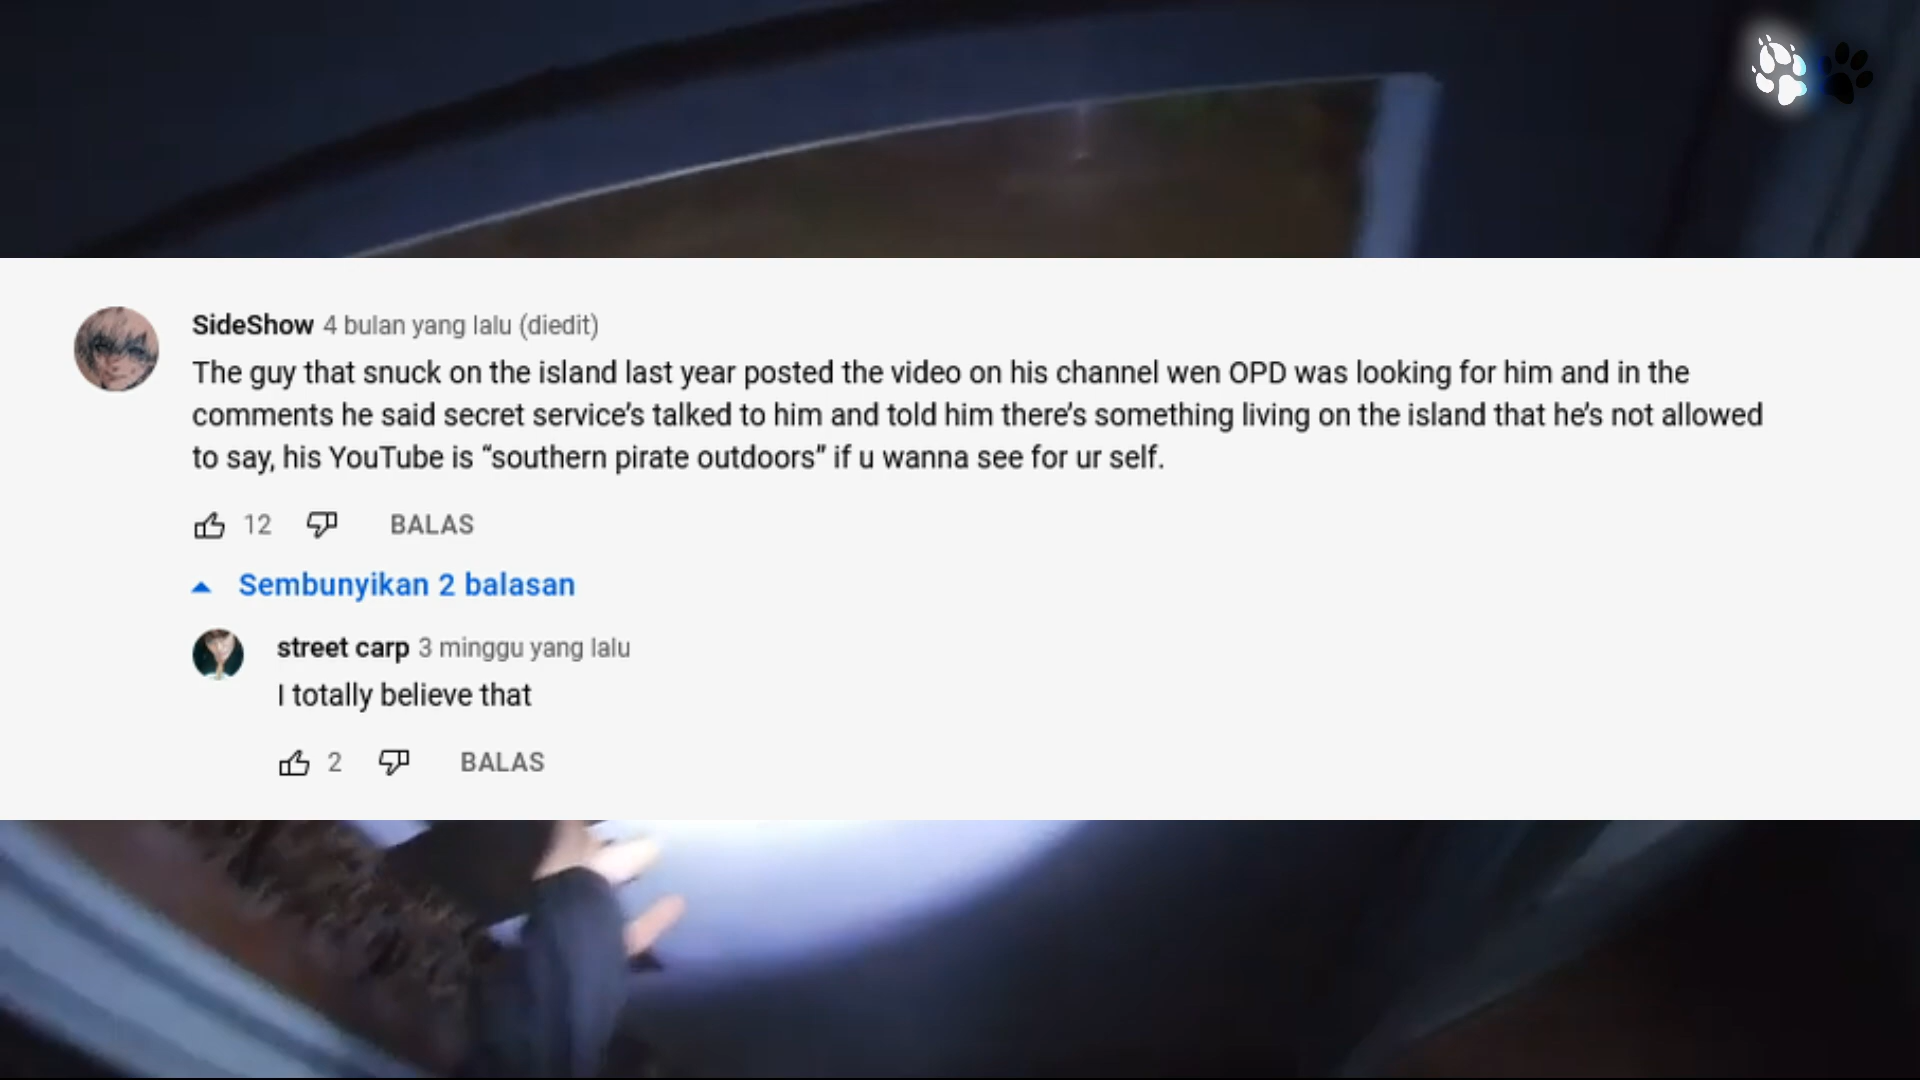 SideShow 4 bulan yang lalu (diedit)
The guy that snuck on the island last year posted the video on his channel wen OPD was looking for him and in the
comments he said secret service’s talked to him and told him there’s something living on the island that he’s not allowed
to say, his YouTube is “southern pirate outdoors” if u wanna see for ur self.
12 BALAS
Sembunyikan 2 balasan
street carp 3 minggu yang lalu
I totally believe that
2 BALAS